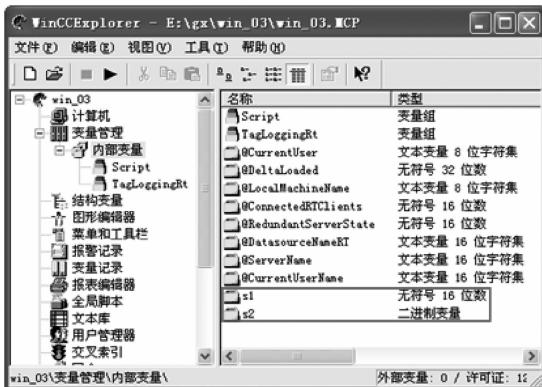 WinCCExplorer - E:\gx\win_03\win_03.MCP
文件(F) 编辑(E) 视图(V) 工具(T) 帮助(H)
win_03
计算机
变量管理
内部变量
Script
TagLoggingRt
结构变量
图形编辑器
菜单和工具栏
报警记录
变量记录
报表编辑器
全局脚本
文本库
用户管理器
交叉索引
名称 类型
Script 变量组
TagLoggingRt 变量组
@CurrentUser 文本变量 8 位字符集
@DeltaLoaded 无符号 32 位数
@LocalMachineName 文本变量 8 位字符集
@ConnectedRTClients 无符号 16 位数
@RedundantServerState 无符号 16 位数
@DatasourceNameRT 文本变量 16 位字符集
@ServerName 文本变量 16 位字符集
@CurrentUserName 文本变量 16 位字符集
s1 无符号 16 位数
s2 二进制变量
win_03\变量管理\内部变量\ 外部变量: 0 / 许可证: 12